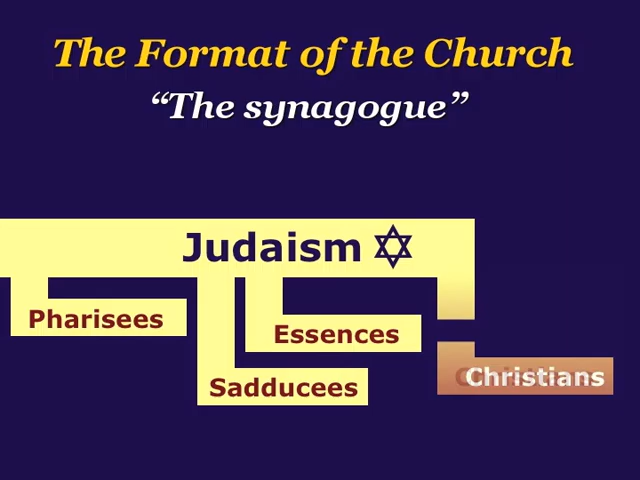 The Format of the Church
“The synagogue”
Judaism ✡
Pharisees
Essences
Sadducees
Christians